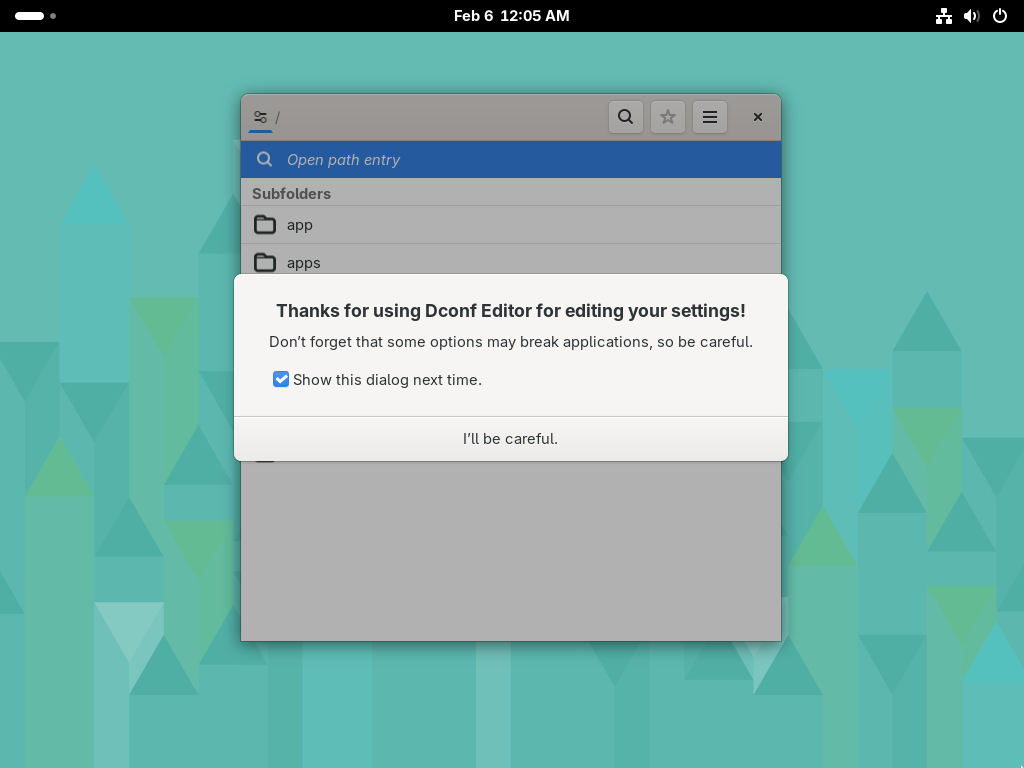 Feb 6 12:05 AM
/
Open path entry
Subfolders
app
apps
Thanks for using Dconf Editor for editing your settings!
Don’t forget that some options may break applications, so be careful.
Show this dialog next time.
I’ll be careful.